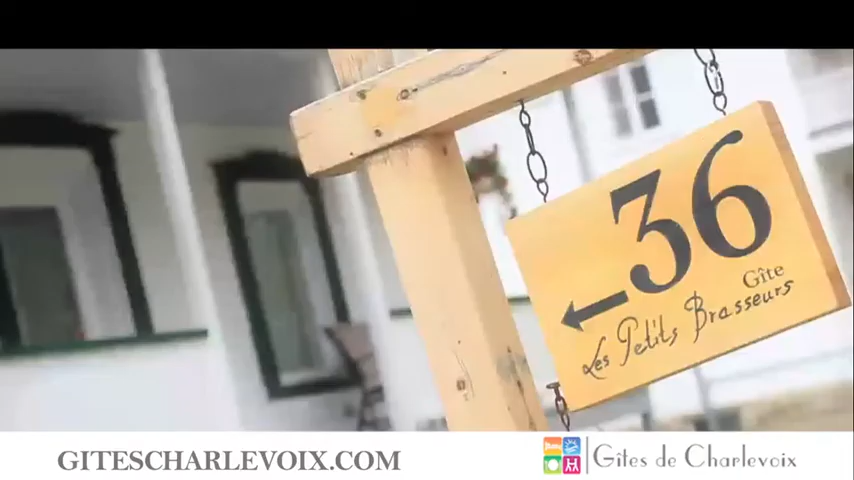 36
Gîte
Les Petits Brasseurs
GITESCHARLEVOIX.COM
Gîtes de Charlevoix